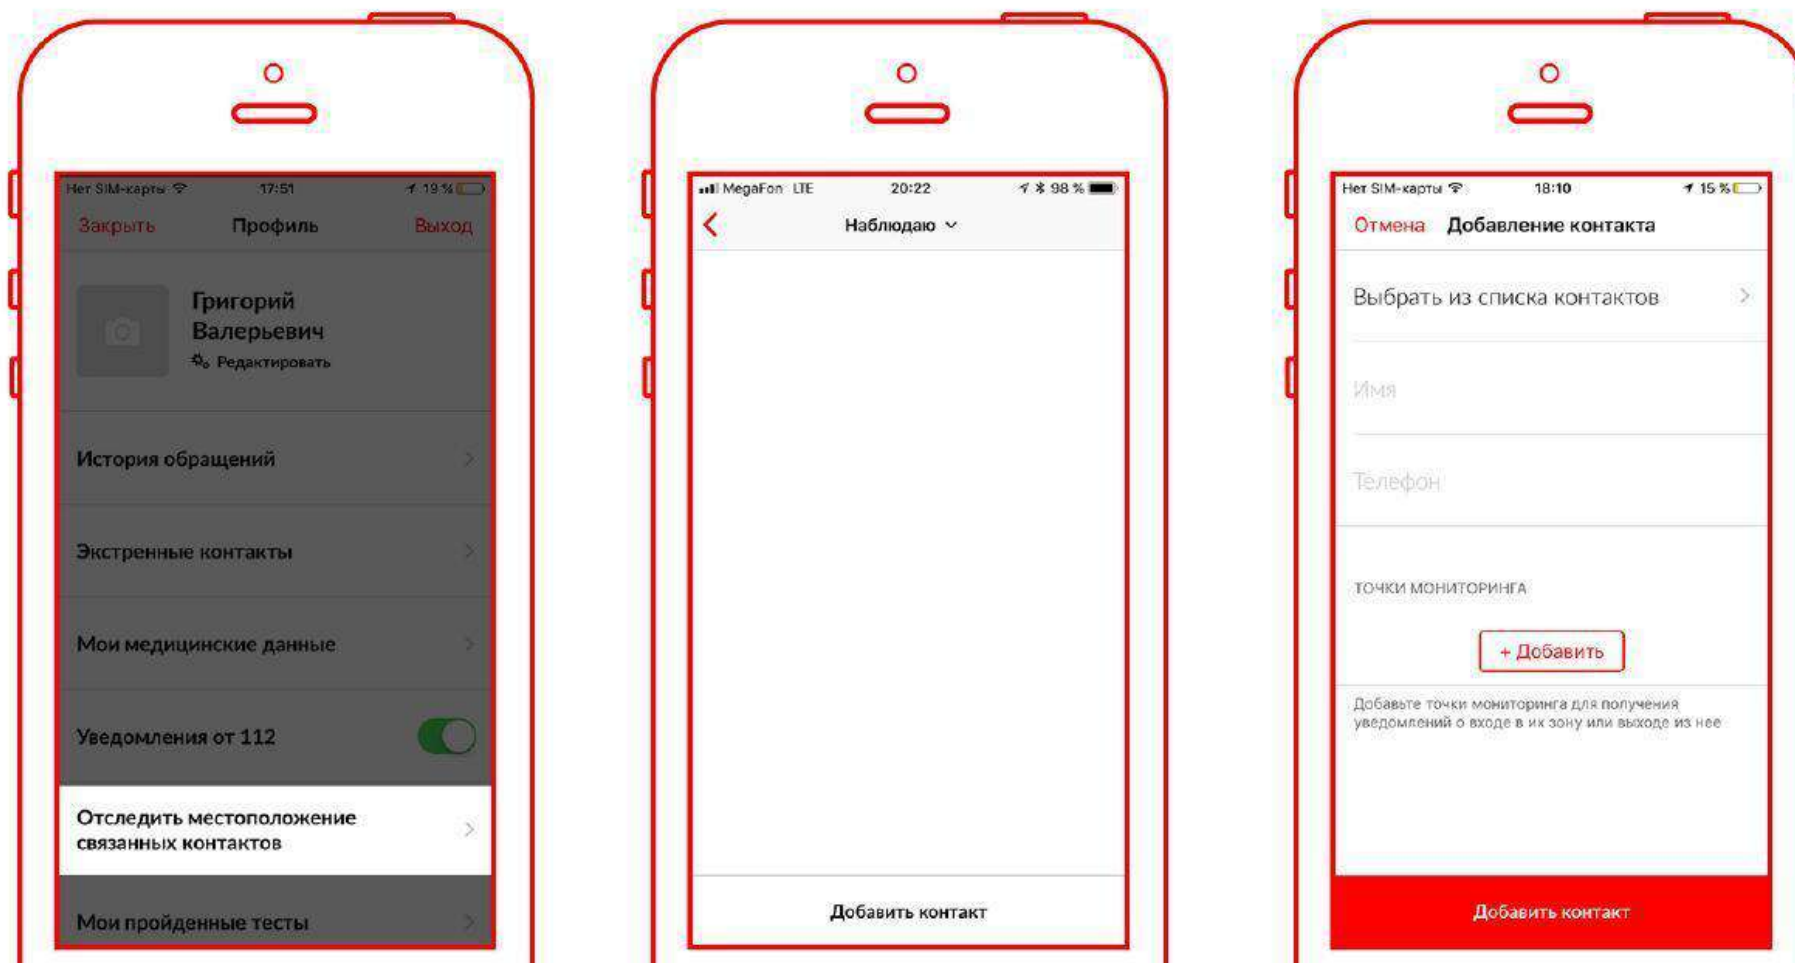 Нет SIM-карты 17:51 19 %
Закрыть Профиль Выход
Григорий
Валерьевич
Редактировать
История обращений
Экстренные контакты
Мои медицинские данные
Уведомления от 112
Отследить местоположение
связанных контактов
Мои пройденные тесты
MegaFon LTE 20:22 98 %
Наблюдаю
Добавить контакт
Нет SIM-карты 18:10 15 %
Отмена Добавление контакта
Выбрать из списка контактов
Имя
Телефон
ТОЧКИ МОНИТОРИНГА
+ Добавить
Добавьте точки мониторинга для получения
уведомлений о входе в их зону или выходе из нее
Добавить контакт